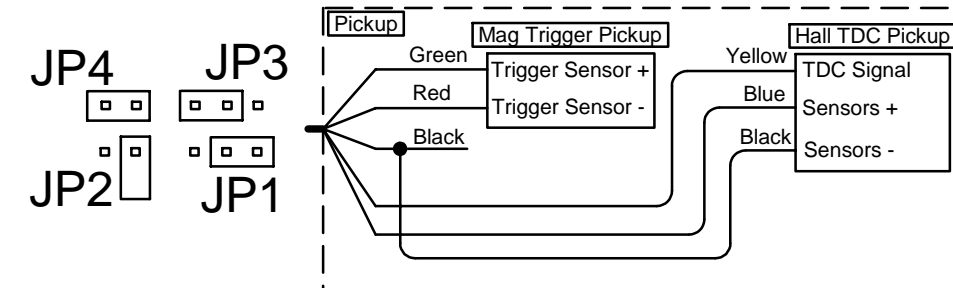 Pickup
Mag Trigger Pickup
Hall TDC Pickup
JP4
JP3
Green
Trigger Sensor +
Yellow
TDC Signal
Red
Trigger Sensor -
Blue
Sensors +
Black
Black
Sensors -
JP2
JP1